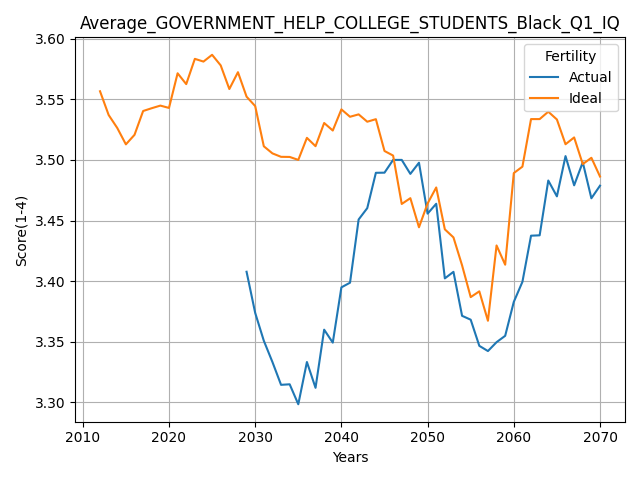 Average_GOVERNMENT_HELP_COLLEGE_STUDENTS_Black_Q1_IQ
Fertility
Actual
Ideal
Score(1-4)
3.60
3.55
3.50
3.45
3.40
3.35
3.30
2010 2020 2030 2040 2050 2060 2070
Years